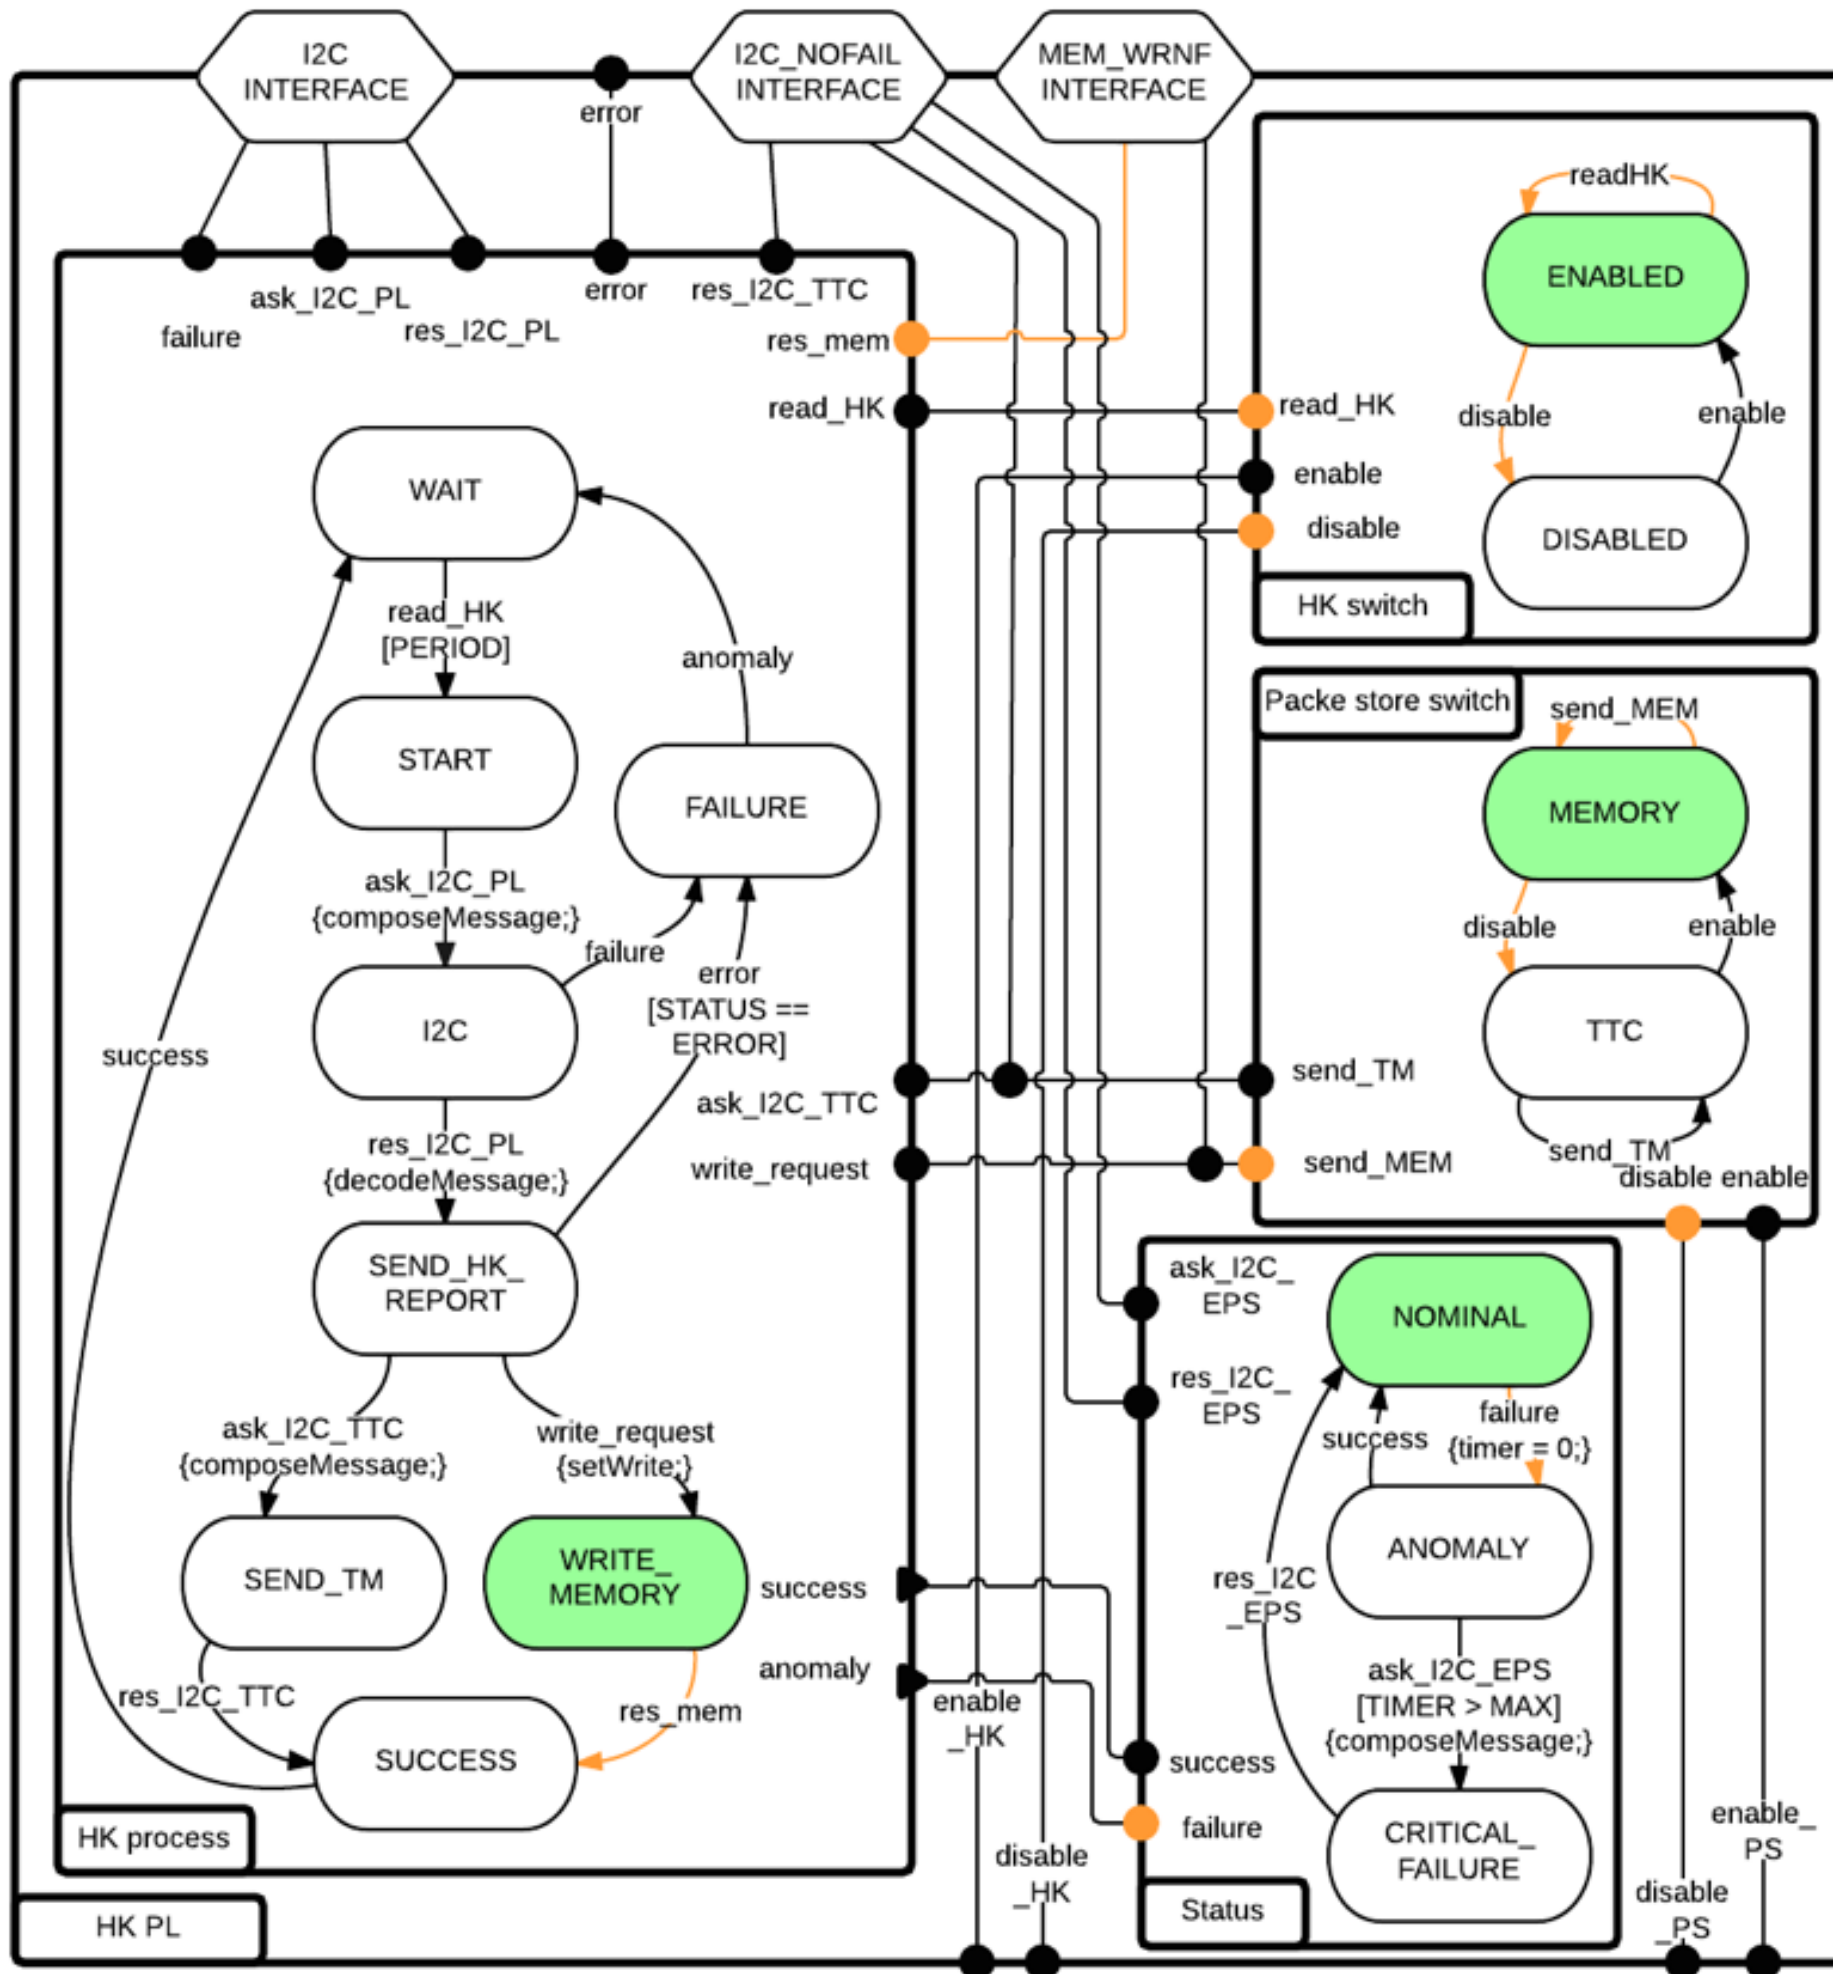 I2C
INTERFACE
error
I2C_NOFAIL
INTERFACE
MEM_WRNF
INTERFACE
failure
ask_I2C_PL
res_I2C_PL
error
res_I2C_TTC
res_mem
read_HK
WAIT
read_HK
[PERIOD]
anomaly
START
FAILURE
ask_I2C_PL
{composeMessage;}
failure
error
[STATUS ==
ERROR]
I2C
success
res_I2C_PL
{decodeMessage;}
ask_I2C_TTC
write_request
SEND_HK_
REPORT
ask_I2C_TTC
{composeMessage;}
write_request
{setWrite;}
SEND_TM
WRITE_
MEMORY
success
anomaly
res_I2C_TTC
res_mem
SUCCESS
HK process
HK PL
enable
_HK
disable
_HK
readHK
ENABLED
disable
enable
DISABLED
read_HK
enable
disable
HK switch
Packe store switch
send_MEM
MEMORY
disable
enable
TTC
send_TM
send_TM
send_MEM
disable enable
ask_I2C_
EPS
res_I2C_
EPS
NOMINAL
success
failure
{timer = 0;}
ANOMALY
res_I2C
_EPS
ask_I2C_EPS
[TIMER > MAX]
{composeMessage;}
success
failure
CRITICAL_
FAILURE
Status
disable
_PS
enable_
PS